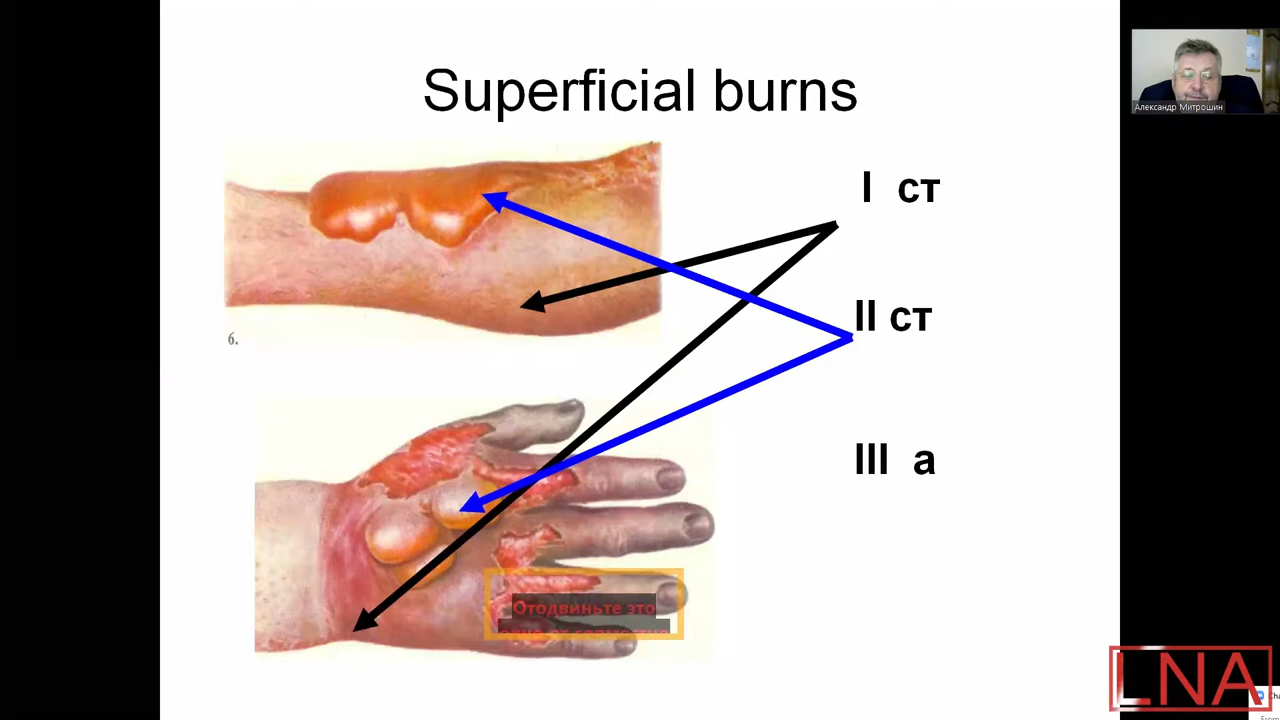 Superficial burns
Александр Митрошин
I ст
II ст
III а
6.
Отодвиньте это
LNA